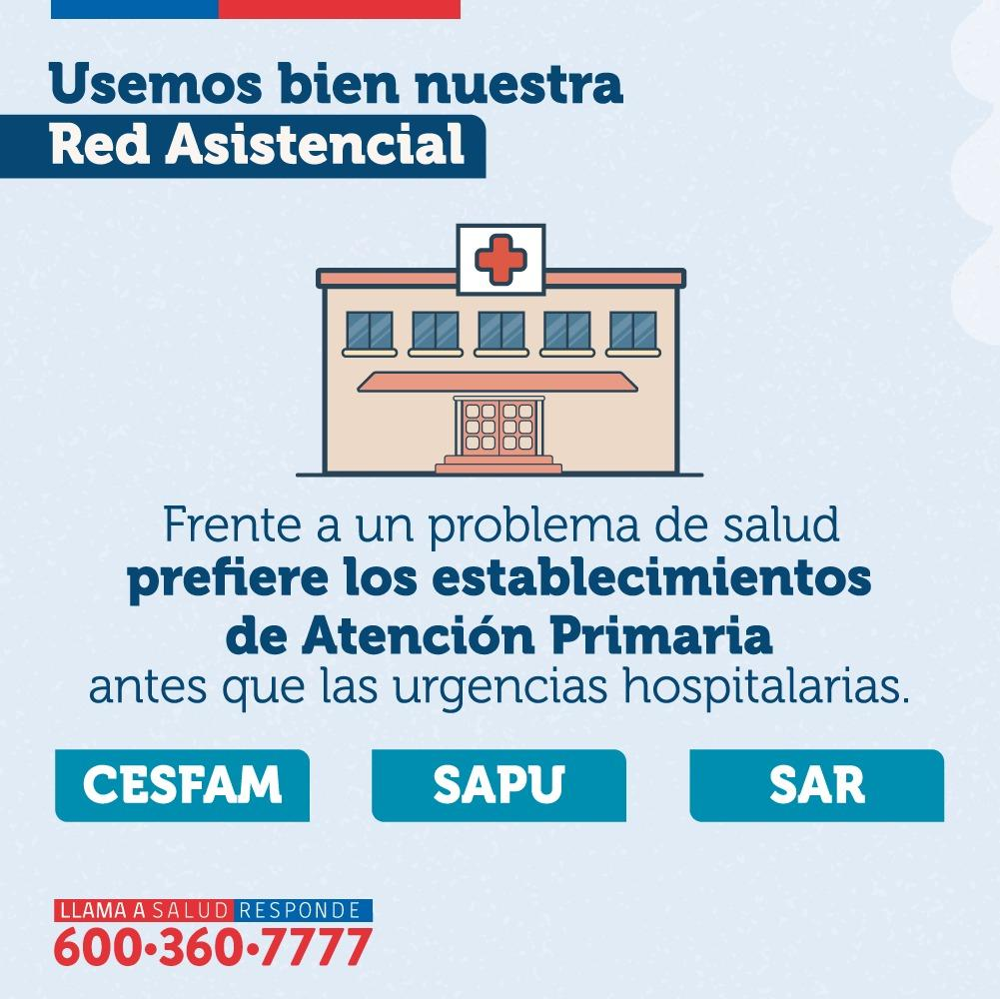 Usemos bien nuestra
Red Asistencial
Frente a un problema de salud
prefiere los establecimientos
de Atención Primaria
antes que las urgencias hospitalarias.
CESFAM SAPU SAR
LLAMA A SALUD RESPONDE
600·360·7777